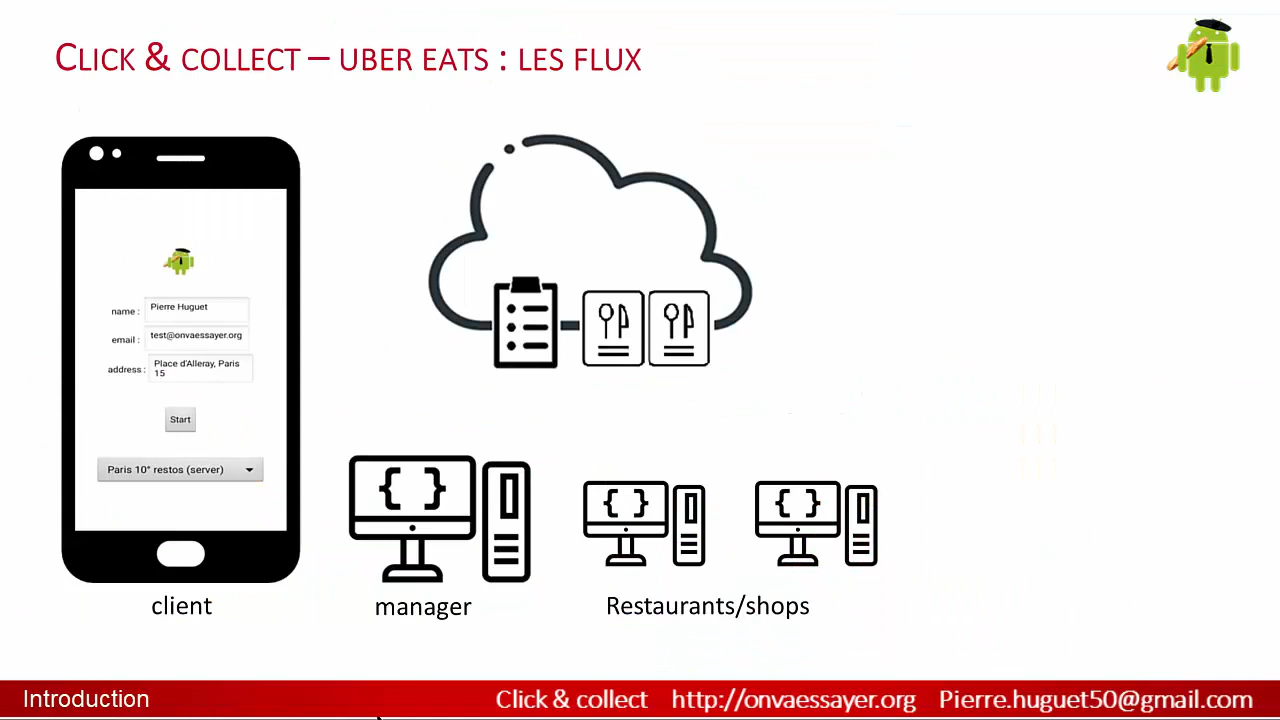 CLICK & COLLECT – UBER EATS : LES FLUX
name : Pierre Huguet
email : test@onvaessayer.org
address : Place d'Alleray, Paris
15
Start
Paris 10° restos (server)
{ }
{ }
{ }
client
manager
Restaurants/shops
Introduction
Click & collect http://onvaessayer.org Pierre.huguet50@gmail.com